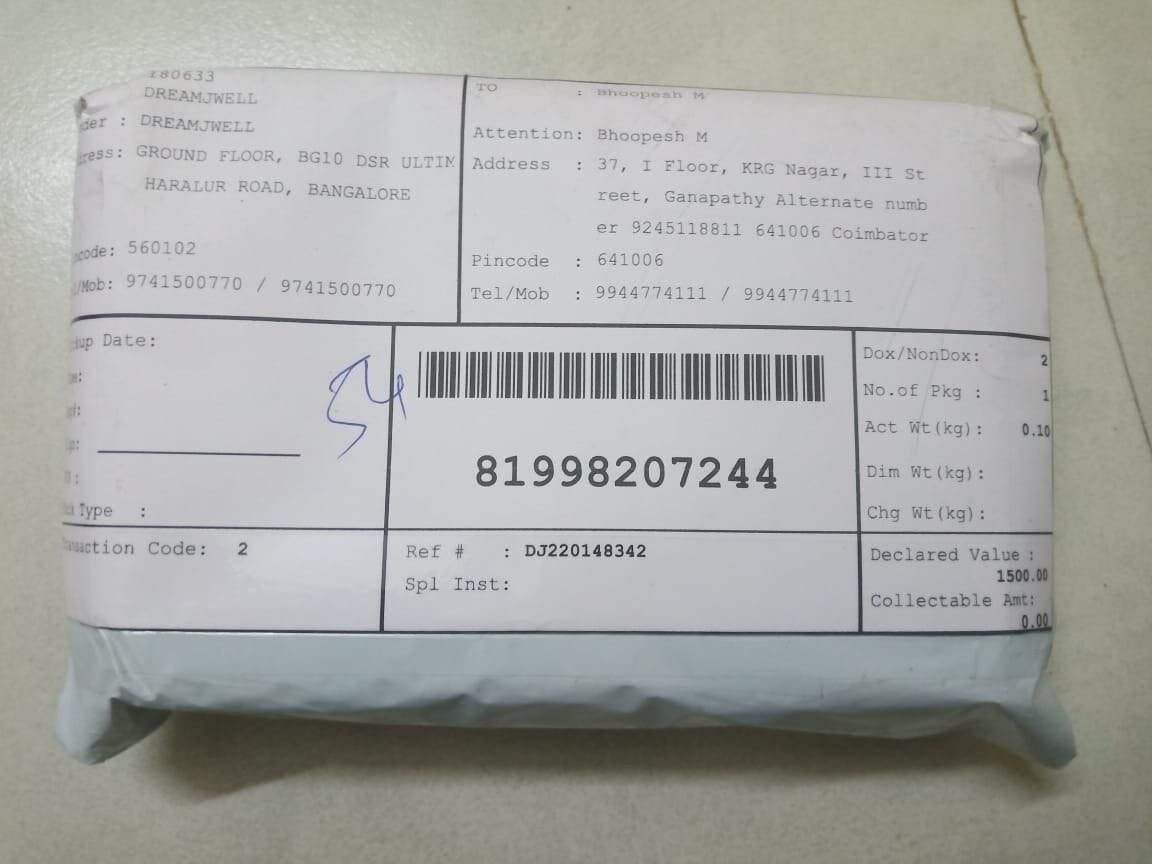 180633
DREAMJWELL
der : DREAMJWELL
ress: GROUND FLOOR, BG10 DSR ULTIM
HARALUR ROAD, BANGALORE
code: 560102
/Mob: 9741500770 / 9741500770
TO : Bhoopesh M
Attention: Bhoopesh M
Address : 37, I Floor, KRG Nagar, III St
reet, Ganapathy Alternate numb
er 9245118811 641006 Coimbator
Pincode : 641006
Tel/Mob : 9944774111 / 9944774111
up Date:
Type :
54
81998207244
Dox/NonDox: 2
No.of Pkg : 1
Act Wt(kg): 0.10
Dim Wt(kg):
Chg Wt(kg):
saction Code: 2
Ref # : DJ220148342
Spl Inst:
Declared Value :
1500.00
Collectable Amt:
0.00